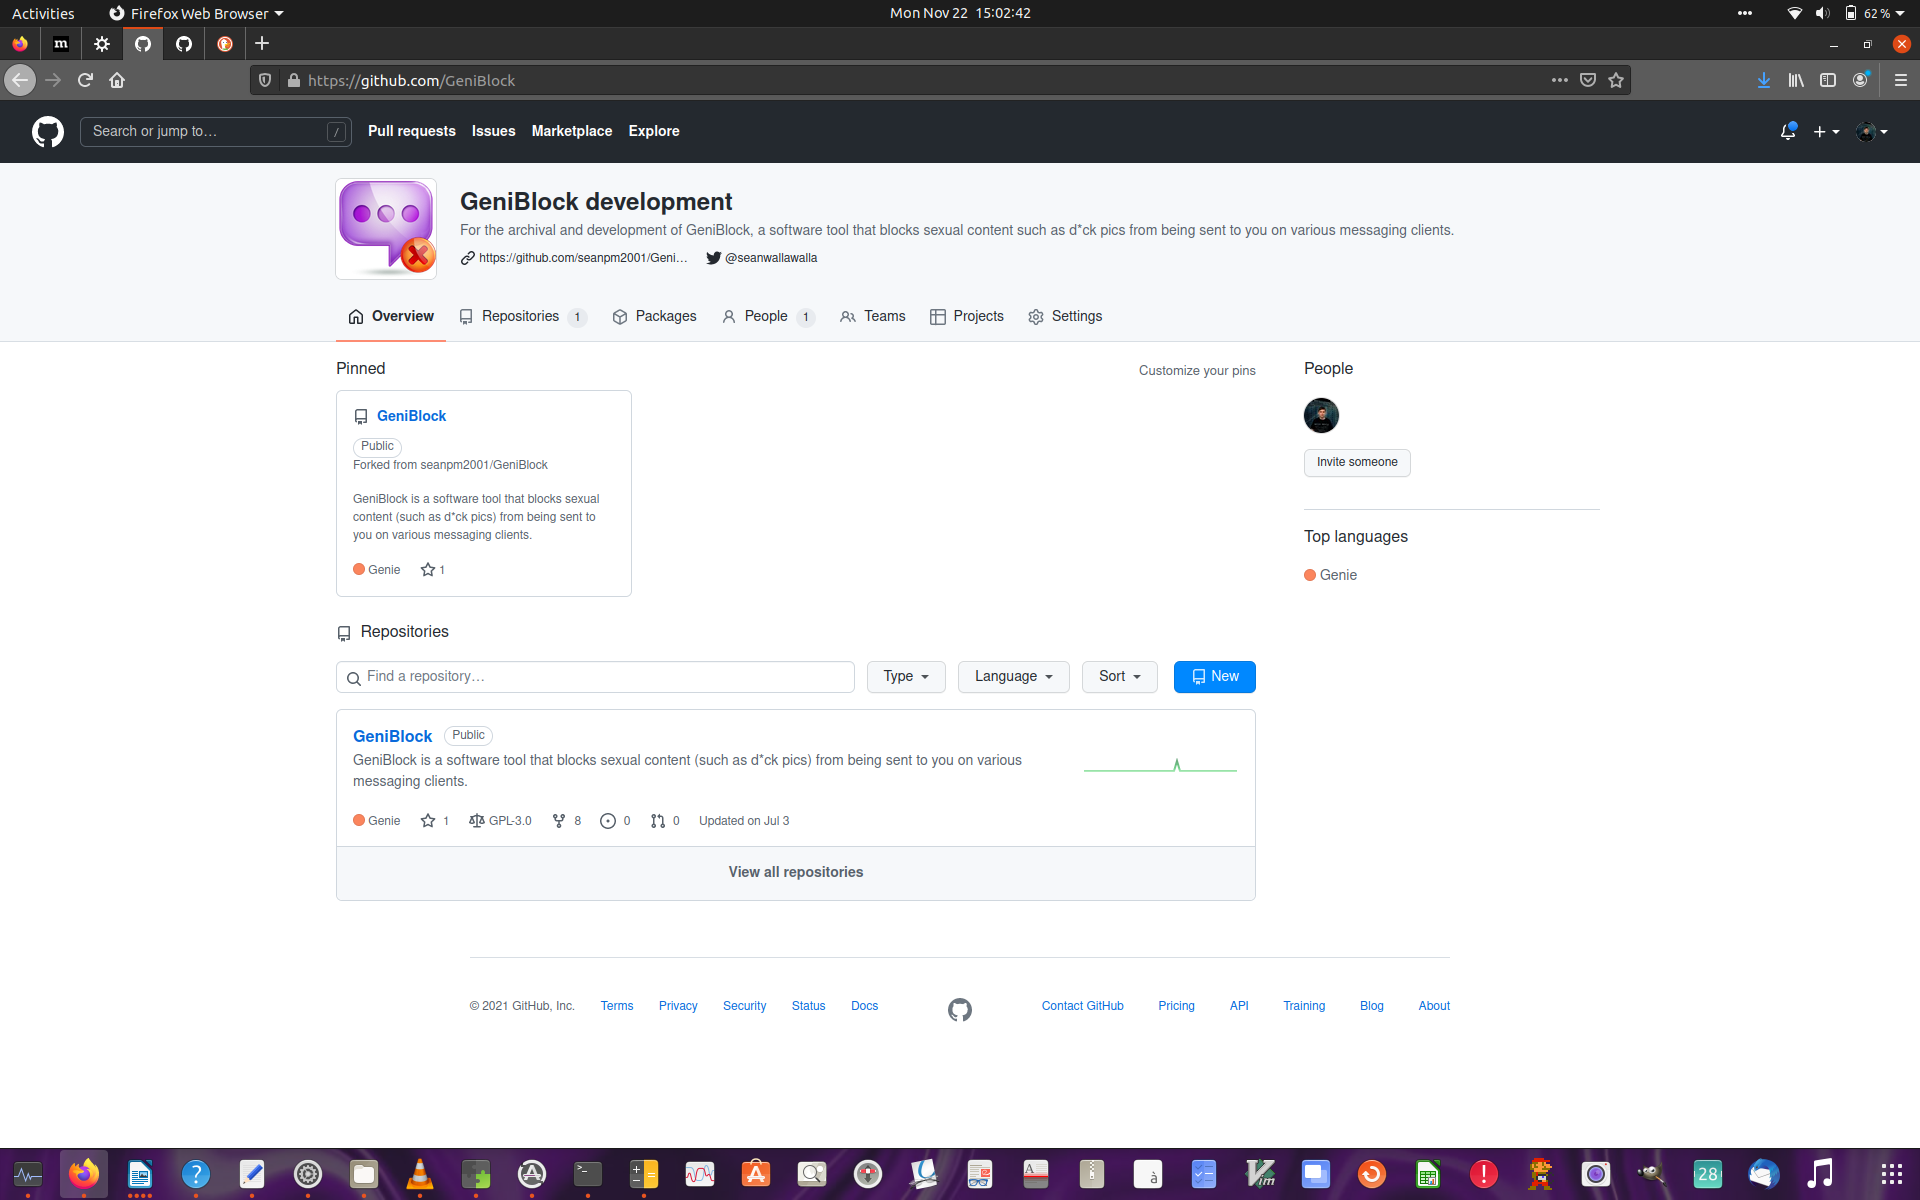 Activities
Firefox Web Browser
Mon Nov 22 15:02:42
62 %
m
https://github.com/GeniBlock
Search or jump to…
/
Pull requests
Issues
Marketplace
Explore
GeniBlock development
For the archival and development of GeniBlock, a software tool that blocks sexual content such as d*ck pics from being sent to you on various messaging clients.
https://github.com/seanpm2001/Geni…
@seanwallawalla
Overview
Repositories 1
Packages
People 1
Teams
Projects
Settings
Pinned
Customize your pins
GeniBlock
Public
Forked from seanpm2001/GeniBlock
GeniBlock is a software tool that blocks sexual
content (such as d*ck pics) from being sent to
you on various messaging clients.
Genie
1
People
Invite someone
Top languages
Genie
Repositories
Find a repository…
Type
Language
Sort
New
GeniBlock
Public
GeniBlock is a software tool that blocks sexual content (such as d*ck pics) from being sent to you on various
messaging clients.
Genie
1
GPL-3.0
8
0
0
Updated on Jul 3
View all repositories
© 2021 GitHub, Inc.
Terms
Privacy
Security
Status
Docs
Contact GitHub
Pricing
API
Training
Blog
About
?
>_
A
à
Vim
!
28